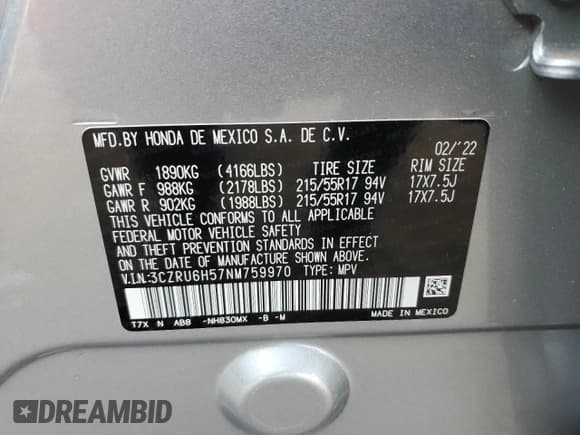 MFD.BY HONDA DE MEXICO S.A. DE C.V.
02/'22
GVWR 1890KG (4166LBS) TIRE SIZE RIM SIZE
GAWR F 988KG (2178LBS) 215/55R17 94V 17X7.5J
GAWR R 902KG (1988LBS) 215/55R17 94V 17X7.5J
THIS VEHICLE CONFORMS TO ALL APPLICABLE
FEDERAL MOTOR VEHICLE SAFETY
AND THEFT PREVENTION STANDARDS IN EFFECT
ON THE DATE OF MANUFACTURE SHOWN ABOVE.
V.I.N.:3CZRU6H57NM759970 TYPE: MPV
T7X N ABB -NH830MX -B -M
MADE IN MEXICO
DREAMBID